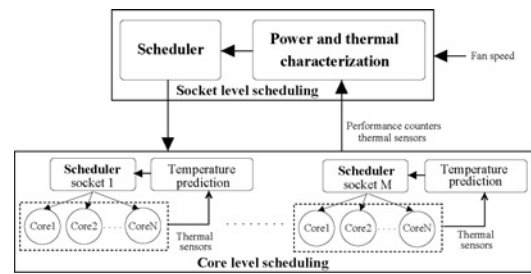 Scheduler
Power and thermal
characterization
Socket level scheduling
Fan speed
Performance counters
thermal sensors
Scheduler
socket 1
Temperature
prediction
Core1
Core2
CoreN
Thermal
sensors
Scheduler
socket M
Temperature
prediction
Core1
Core2
CoreN
Thermal
sensors
Core level scheduling